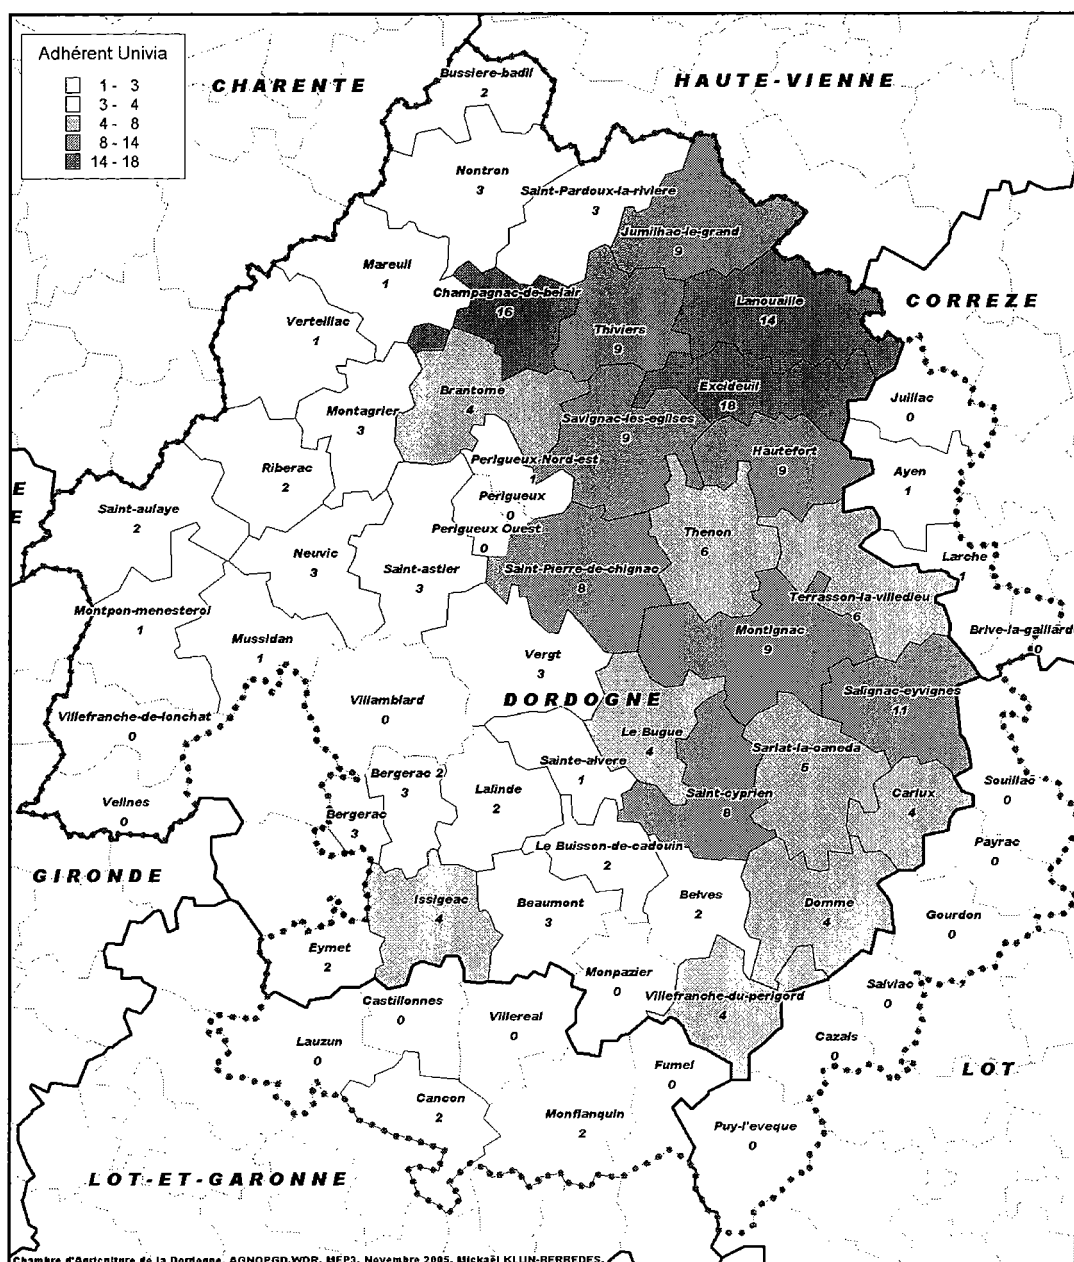 Adhérent Univia
1 - 3
3 - 4
4 - 8
8 - 14
14 - 18
CHARENTE
HAUTE-VIENNE
Bussiere-badil
2
Nontron
3
Saint-Pardoux-la-riviere
3
Jumilhac-le-grand
9
Mareuil
1
Champagnac-de-belair
16
Lanouaille
14
CORREZE
Verteillac
1
Thiviers
9
Brantome
4
Excideuil
18
Juillac
0
Montagrier
3
Savignac-les-eglises
9
Riberac
2
Perigueux Nord-est
1
Hautefort
9
Ayen
1
E
E
Saint-aulaye
2
Perigueux
0
Perigueux Ouest
0
Thenon
6
Neuvic
3
Saint-astier
3
Saint-Pierre-de-chignac
8
Larche
1
Montpon-menesterol
1
Terrasson-la-villedieu
6
Mussidan
1
Montignac
9
Brive-la-gaillarde
0
Vergt
3
Villefranche-de-lonchat
0
Villamblard
0
DORDOGNE
Salignac-eyvignes
11
Le Bugue
4
Sarlat-la-caneda
5
Sainte-alvere
1
Bergerac 2
3
Velines
0
Lalinde
2
Saint-cyprien
8
Carlux
4
Souillac
0
Bergerac
3
Payrac
0
Le Buisson-de-cadouin
2
GIRONDE
Issigeac
4
Beaumont
3
Belves
2
Domme
4
Gourdon
0
Eymet
2
Monpazier
0
Villefranche-du-perigord
4
Salviac
0
Castillonnes
0
Villereal
0
Cazals
0
Lauzun
0
Fumel
0
LOT
Cancon
2
Monflanquin
2
Puy-l'eveque
0
LOT-ET-GARONNE
Chambre d'Agriculture de la Dordogne, AGNOPGD.WOR, MEP3, Novembre 2005, Mickaël KLUN-BERREDES.